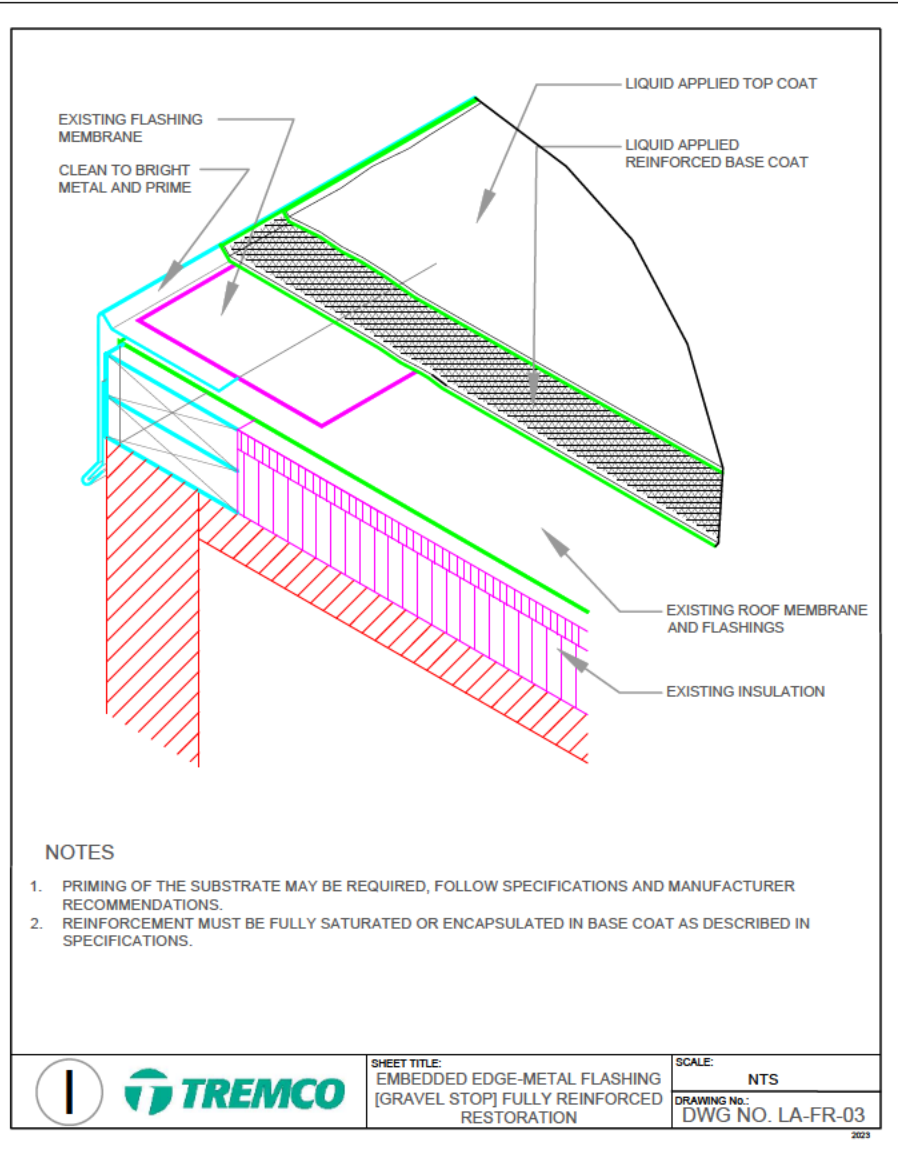 LIQUID APPLIED TOP COAT
EXISTING FLASHING
MEMBRANE
LIQUID APPLIED
REINFORCED BASE COAT
CLEAN TO BRIGHT
METAL AND PRIME
EXISTING ROOF MEMBRANE
AND FLASHINGS
EXISTING INSULATION
NOTES
1. PRIMING OF THE SUBSTRATE MAY BE REQUIRED, FOLLOW SPECIFICATIONS AND MANUFACTURER
RECOMMENDATIONS.
2. REINFORCEMENT MUST BE FULLY SATURATED OR ENCAPSULATED IN BASE COAT AS DESCRIBED IN
SPECIFICATIONS.
I
TREMCO
SHEET TITLE:
EMBEDDED EDGE-METAL FLASHING
[GRAVEL STOP] FULLY REINFORCED
RESTORATION
SCALE:
NTS
DRAWING No.:
DWG NO. LA-FR-03
2023